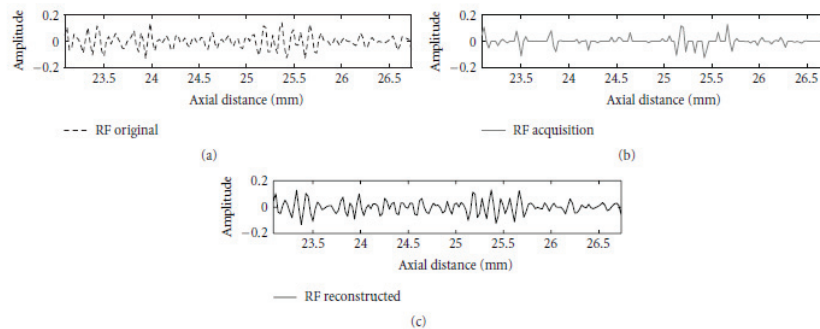 0.2
0
−0.2
Amplitude
23.5 24 24.5 25 25.5 26 26.5
Axial distance (mm)
RF original
(a)
0.2
0
−0.2
Amplitude
23.5 24 24.5 25 25.5 26 26.5
Axial distance (mm)
RF acquisition
(b)
0.2
0
−0.2
Amplitude
23.5 24 24.5 25 25.5 26 26.5
Axial distance (mm)
RF reconstructed
(c)